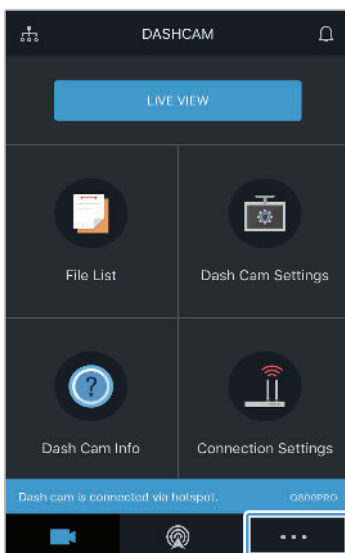 DASHCAM
LIVE VIEW
File List
Dash Cam Settings
?
Dash Cam Info
Connection Settings
Dash cam is connected via hotspot.
Q800PRO